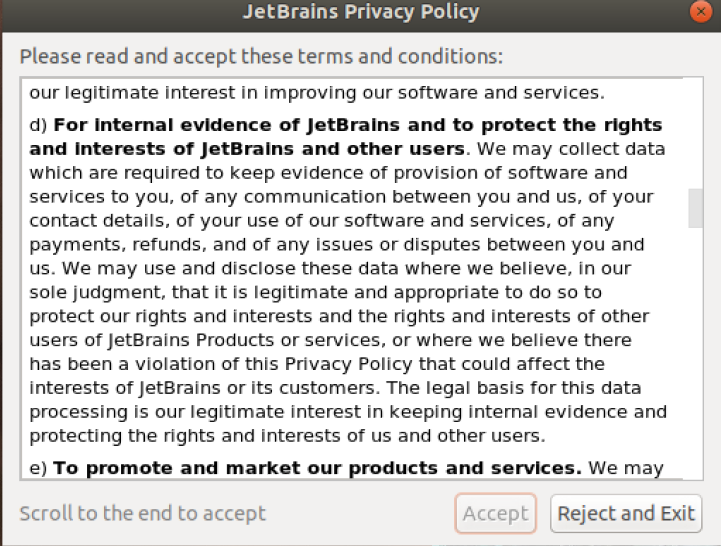 JetBrains Privacy Policy
Please read and accept these terms and conditions:
our legitimate interest in improving our software and services.
d) For internal evidence of JetBrains and to protect the rights
and interests of JetBrains and other users. We may collect data
which are required to keep evidence of provision of software and
services to you, of any communication between you and us, of your
contact details, of your use of our software and services, of any
payments, refunds, and of any issues or disputes between you and
us. We may use and disclose these data where we believe, in our
sole judgment, that it is legitimate and appropriate to do so to
protect our rights and interests and the rights and interests of other
users of JetBrains Products or services, or where we believe there
has been a violation of this Privacy Policy that could affect the
interests of JetBrains or its customers. The legal basis for this data
processing is our legitimate interest in keeping internal evidence and
protecting the rights and interests of us and other users.
e) To promote and market our products and services. We may
Scroll to the end to accept
Accept
Reject and Exit